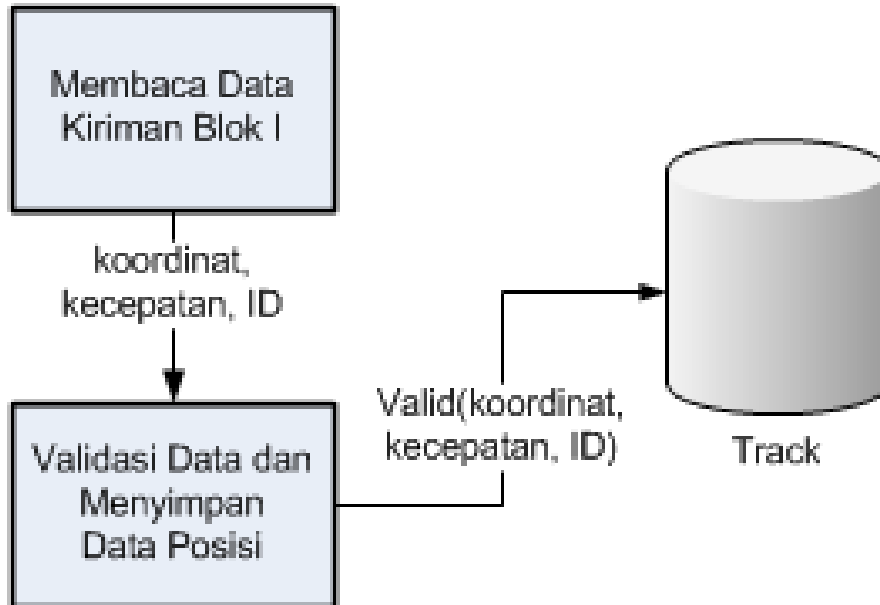 Membaca Data
Kiriman Blok I
koordinat,
kecepatan, ID
Validasi Data dan
Menyimpan
Data Posisi
Valid(koordinat,
kecepatan, ID)
Track